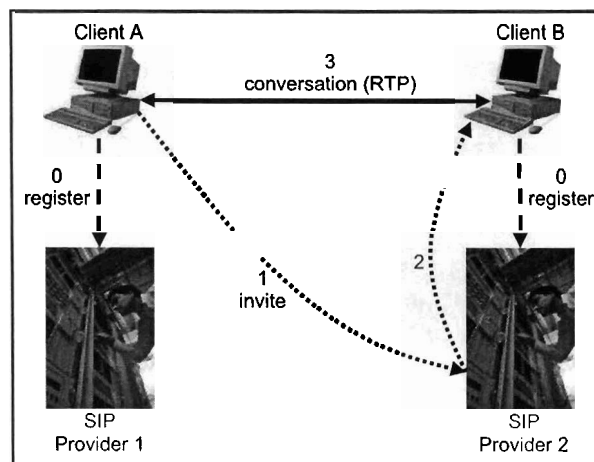 Client A
Client B
3
conversation (RTP)
0
register
0
register
1
invite
2
SIP
Provider 1
SIP
Provider 2